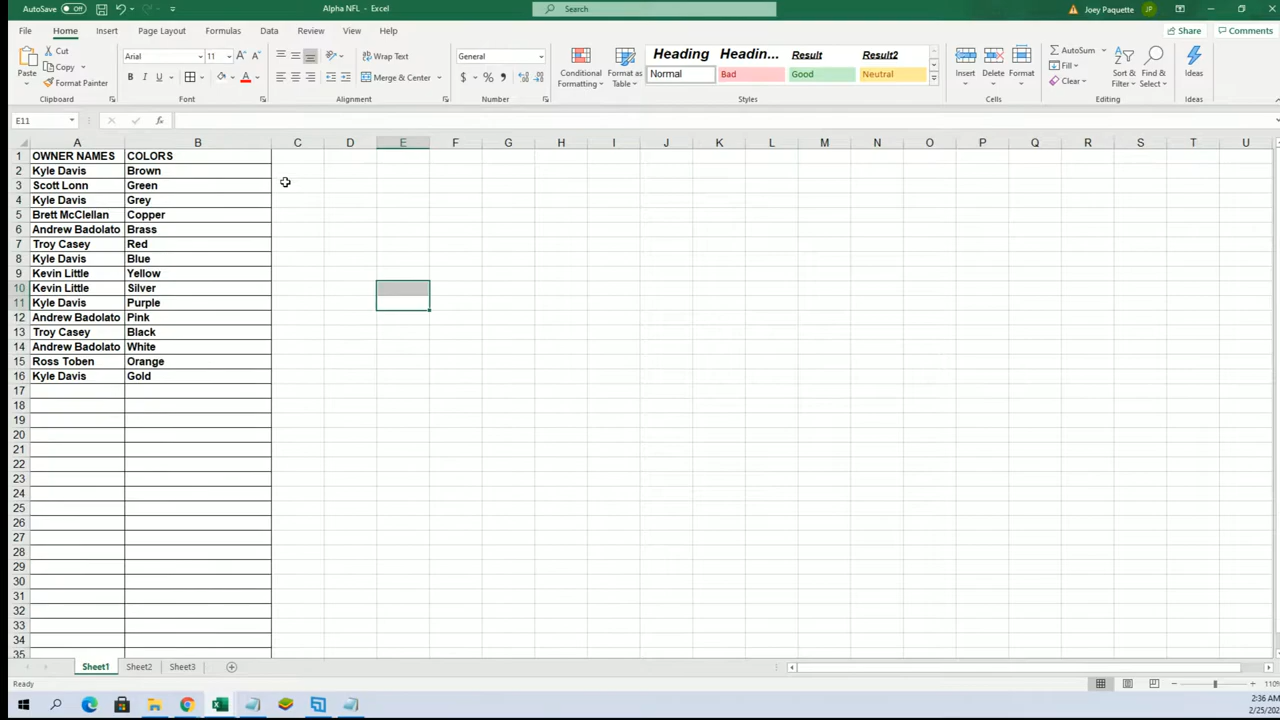 AutoSave Off Alpha NFL - Excel Search Joey Paquette JP
File Home Insert Page Layout Formulas Data Review View Help Share Comments
Cut
Copy
Format Painter
Paste
Clipboard
Arial 11
B I U
Font
Wrap Text
Merge & Center
Alignment
General
$ % ,
Number
Conditional Formatting
Format as Table
Heading Headin... Result Result2
Normal Bad Good Neutral
Styles
Insert Delete Format
Cells
AutoSum
Fill
Clear
Sort & Filter
Find & Select
Editing
Ideas
Ideas
E11 fx
A B C D E F G H I J K L M N O P Q R S T U
1 OWNER NAMES COLORS
2 Kyle Davis Brown
3 Scott Lonn Green
4 Kyle Davis Grey
5 Brett McClellan Copper
6 Andrew Badolato Brass
7 Troy Casey Red
8 Kyle Davis Blue
9 Kevin Little Yellow
10 Kevin Little Silver
11 Kyle Davis Purple
12 Andrew Badolato Pink
13 Troy Casey Black
14 Andrew Badolato White
15 Ross Toben Orange
16 Kyle Davis Gold
17
18
19
20
21
22
23
24
25
26
27
28
29
30
31
32
33
34
35
Sheet1 Sheet2 Sheet3
Ready 110%
2:36 AM
2/25/202